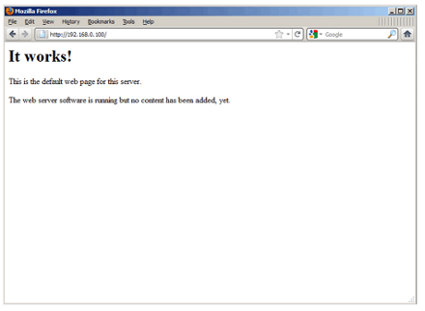 Mozilla Firefox
File Edit View History Bookmarks Tools Help
http://192.168.0.100/ Google
It works!
This is the default web page for this server.
The web server software is running but no content has been added, yet.